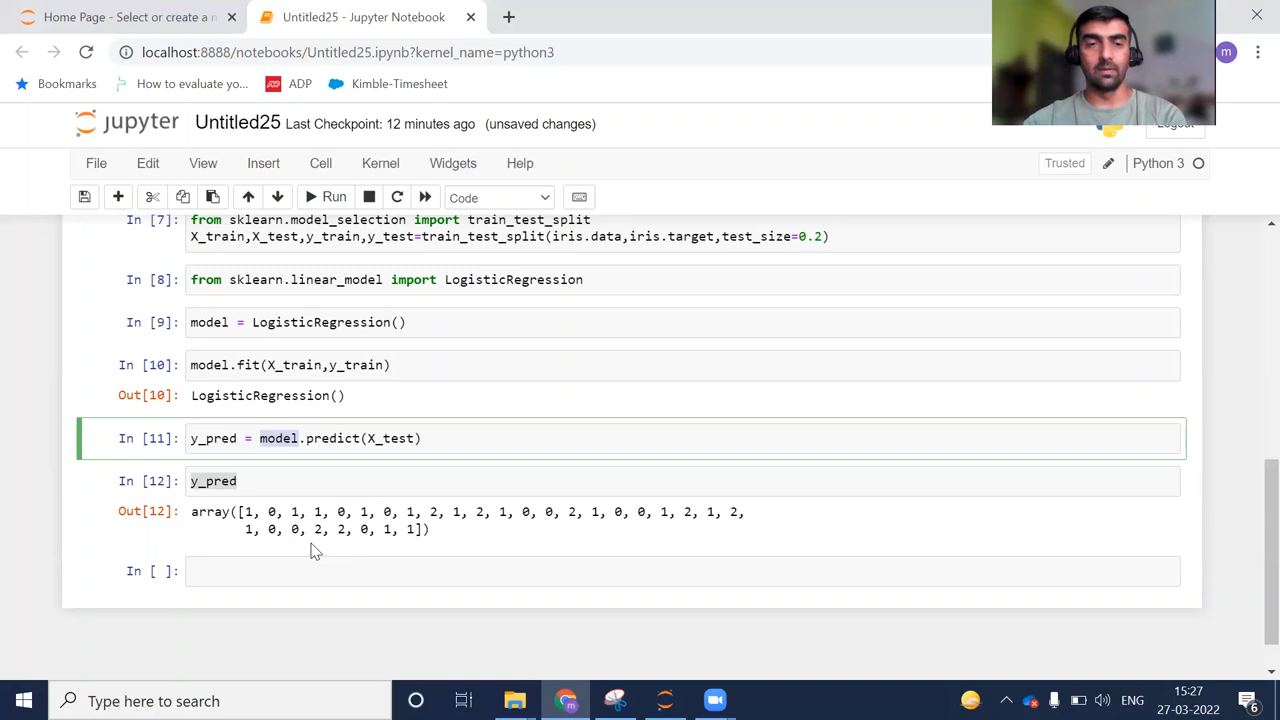 Home Page - Select or create a n
Untitled25 - Jupyter Notebook
localhost:8888/notebooks/Untitled25.ipynb?kernel_name=python3
m
Bookmarks
How to evaluate yo...
ADP
Kimble-Timesheet
jupyter
Untitled25 Last Checkpoint: 12 minutes ago (unsaved changes)
Logout
File Edit View Insert Cell Kernel Widgets Help
Trusted
Python 3
Run
Code
In [7]: from sklearn.model_selection import train_test_split
X_train,X_test,y_train,y_test=train_test_split(iris.data,iris.target,test_size=0.2)
In [8]: from sklearn.linear_model import LogisticRegression
In [9]: model = LogisticRegression()
In [10]: model.fit(X_train,y_train)
Out[10]: LogisticRegression()
In [11]: y_pred = model.predict(X_test)
In [12]: y_pred
Out[12]: array([1, 0, 1, 1, 0, 1, 0, 1, 2, 1, 2, 1, 0, 0, 2, 1, 0, 0, 1, 2, 1, 2,
1, 0, 0, 2, 2, 0, 1, 1])
In [ ]:
Type here to search
m
ENG
15:27
27-03-2022
6